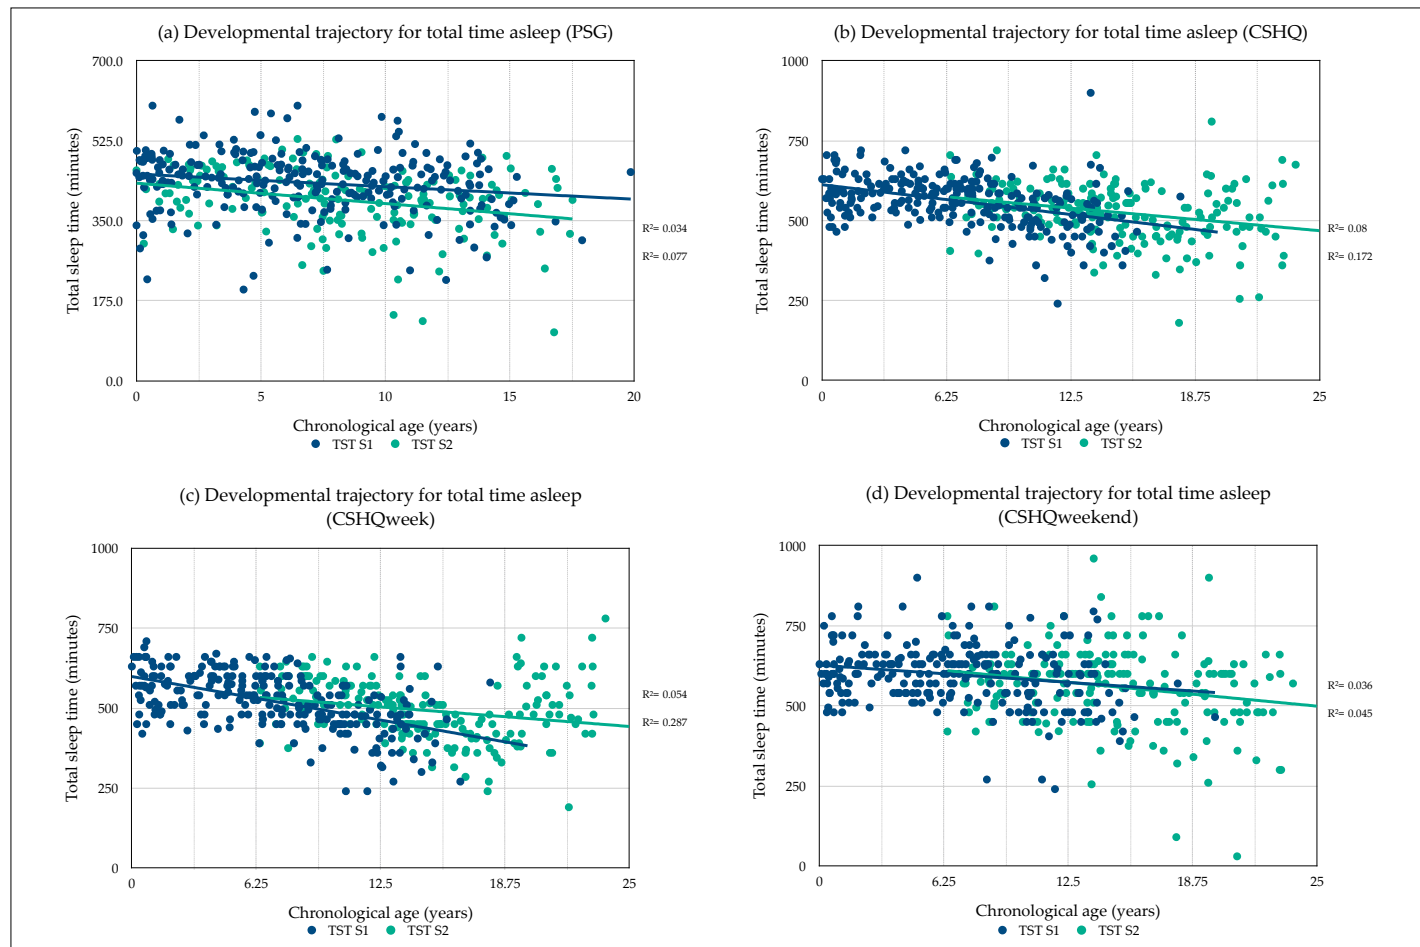 (a) Developmental trajectory for total time asleep (PSG)
700.0
525.0
350.0
175.0
0.0
Total sleep time (minutes)
0 5 10 15 20
R²= 0.034
R²= 0.077
Chronological age (years)
TST S1 TST S2
(b) Developmental trajectory for total time asleep (CSHQ)
1000
750
500
250
0
Total sleep time (minutes)
0 6.25 12.5 18.75 25
R²= 0.08
R²= 0.172
Chronological age (years)
TST S1 TST S2
(c) Developmental trajectory for total time asleep
(CSHQweek)
1000
750
500
250
0
Total sleep time (minutes)
0 6.25 12.5 18.75 25
R²= 0.054
R²= 0.287
Chronological age (years)
TST S1 TST S2
(d) Developmental trajectory for total time asleep
(CSHQweekend)
1000
750
500
250
0
Total sleep time (minutes)
0 6.25 12.5 18.75 25
R²= 0.036
R²= 0.045
Chronological age (years)
TST S1 TST S2